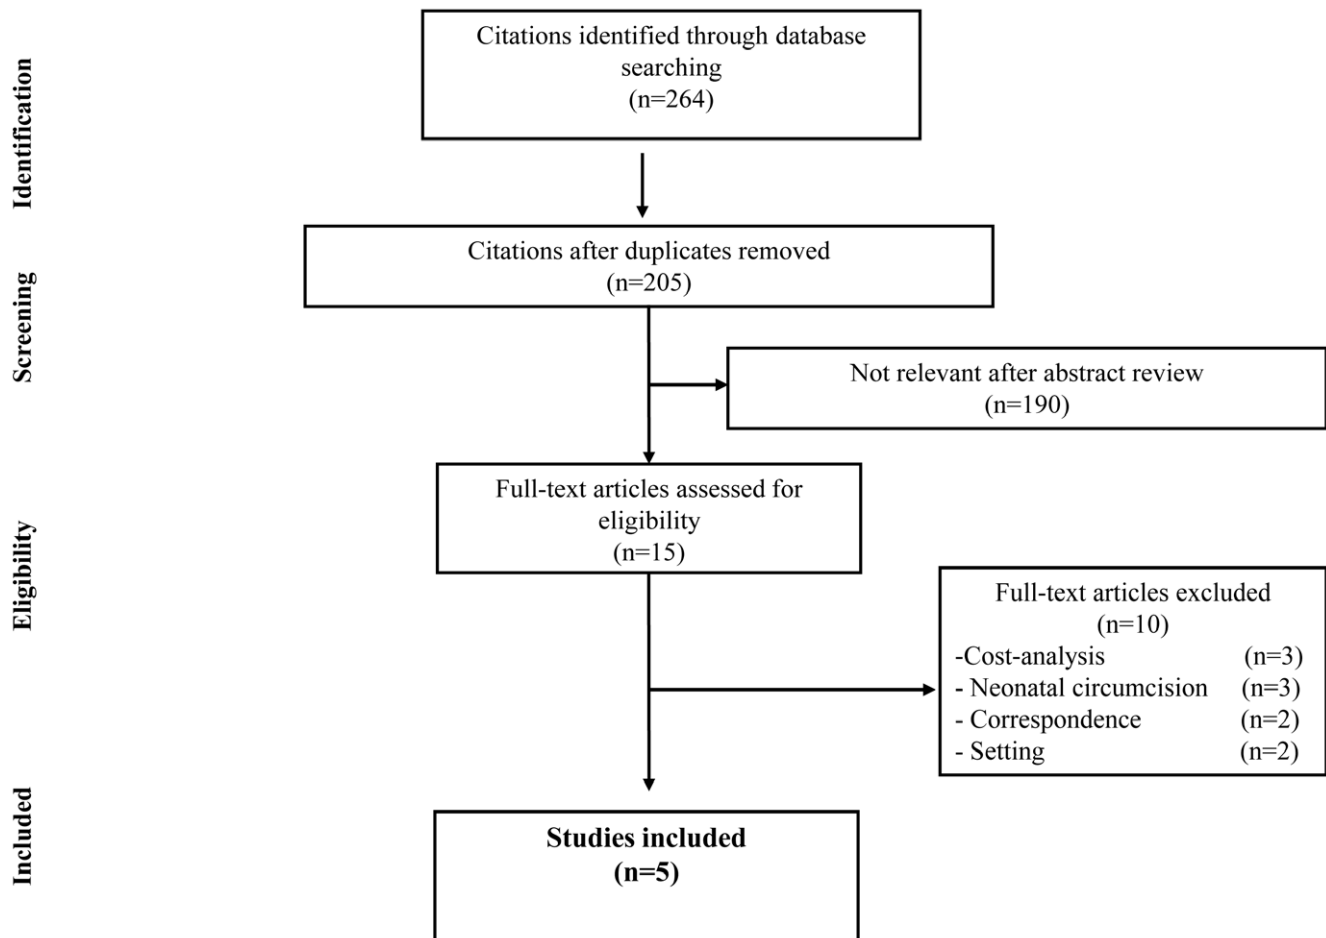 Identification
Citations identified through database
searching
(n=264)
Citations after duplicates removed
(n=205)
Screening
Not relevant after abstract review
(n=190)
Full-text articles assessed for
eligibility
(n=15)
Eligibility
Full-text articles excluded
(n=10)
-Cost-analysis (n=3)
- Neonatal circumcision (n=3)
- Correspondence (n=2)
- Setting (n=2)
Included
Studies included
(n=5)